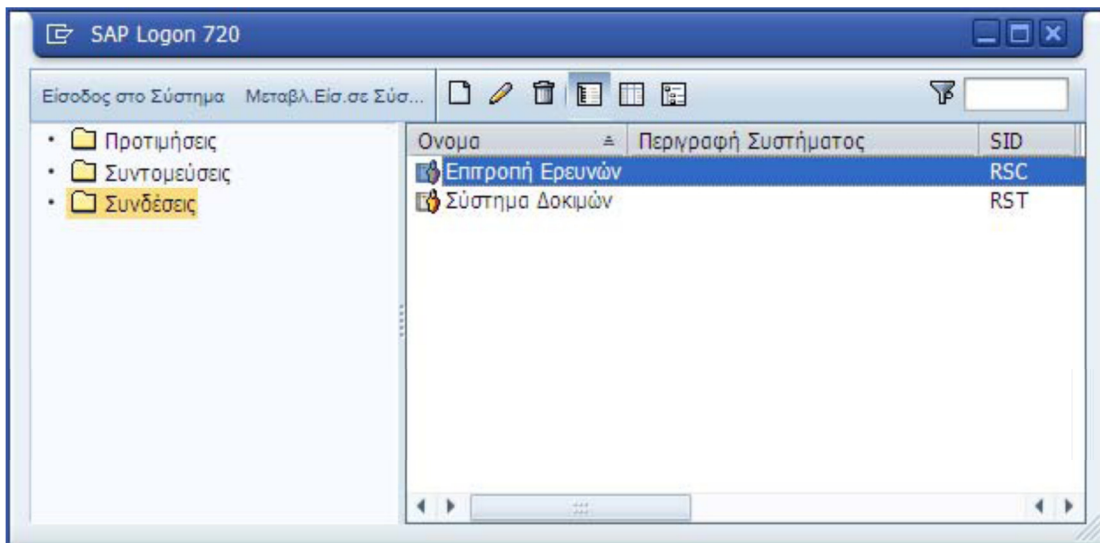 SAP Logon 720
Είσοδος στο Σύστημα Μεταβλ.Είσ.σε Σύσ...
Προτιμήσεις
Συντομεύσεις
Συνδέσεις
Ονομα Περιγραφή Συστήματος SID
Επιτροπή Ερευνών RSC
Σύστημα Δοκιμών RST